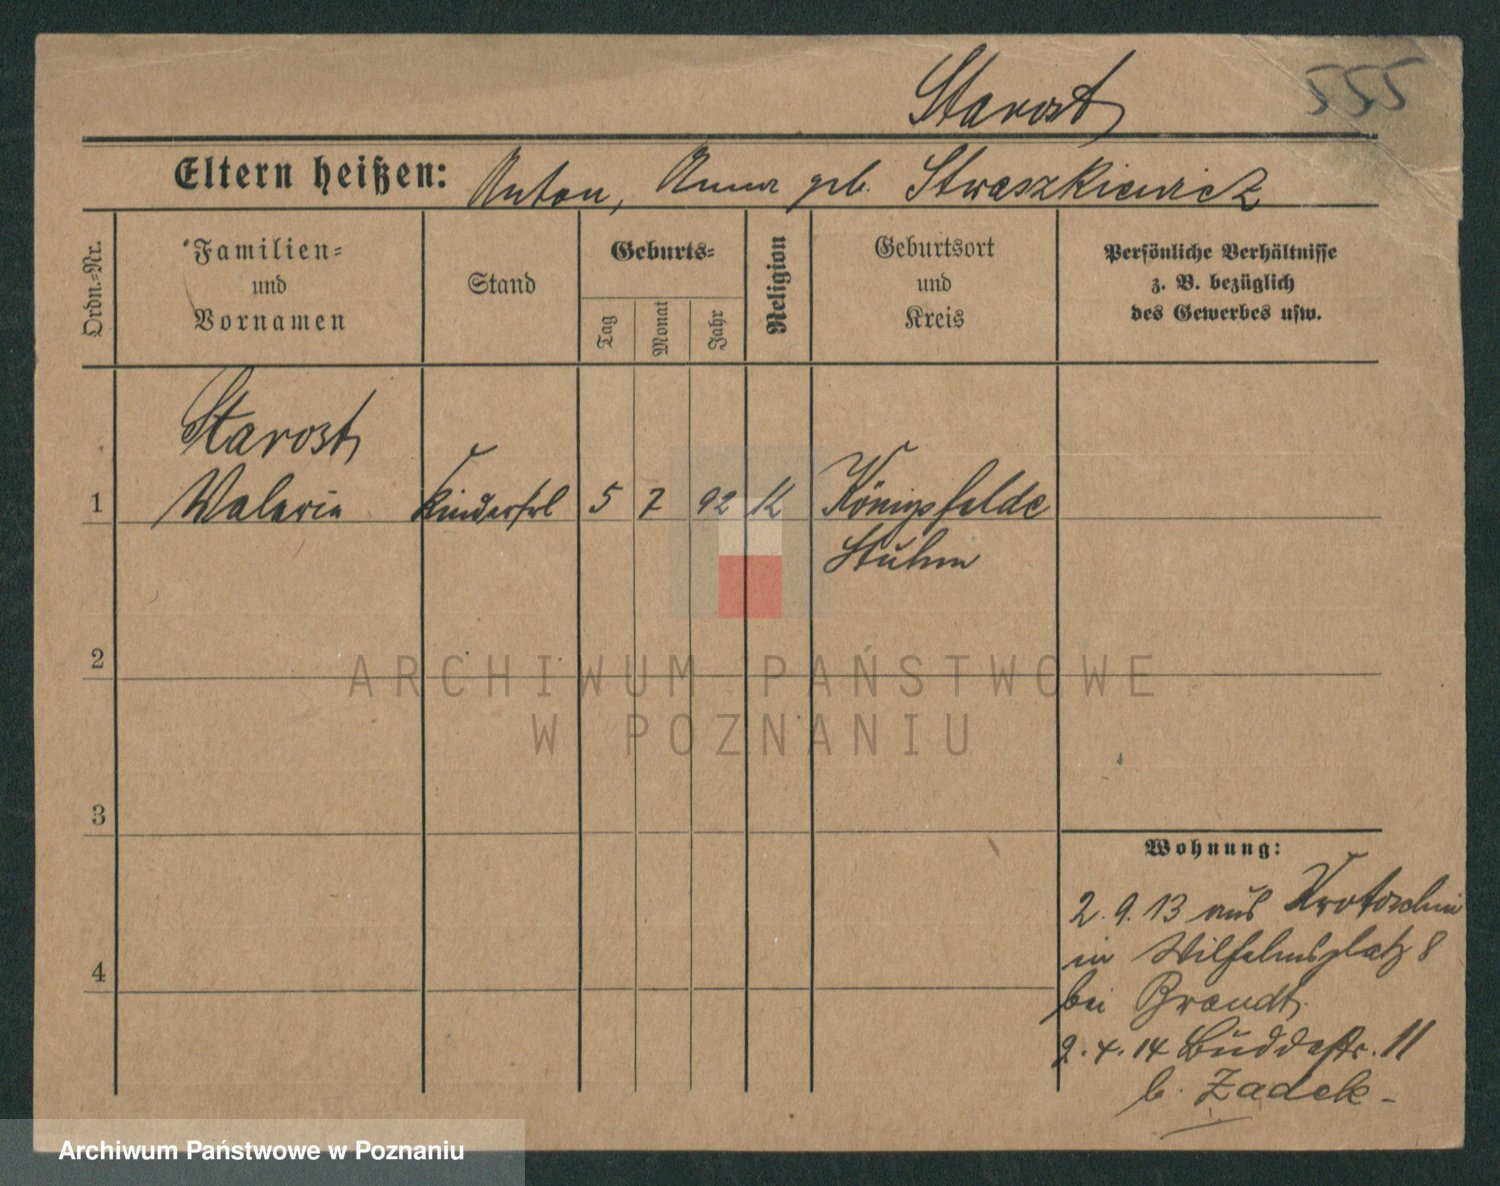 Starost
555
Eltern heißen: Anton, Anna geb. Straszkiewicz
Ordn.-Nr.
Familien- und Vornamen
Stand
Geburts-
Tag
Monat
Jahr
Religion
Geburtsort und Kreis
Persönliche Verhältnisse
z. B. bezüglich
des Gewerbes usw.
Starost
1 Waleria Kinderfrl 5 7 92 K Königsfelde
Stuhm
2
ARCHIWUM PAŃSTWOWE
W POZNANIU
3
Wohnung:
2.9.13 aus Krotoschin
in Wilhelmsplatz 8
bei Brandt
4
2.4.14 Buddestr. 11
b. Zadek-
Archiwum Państwowe w Poznaniu